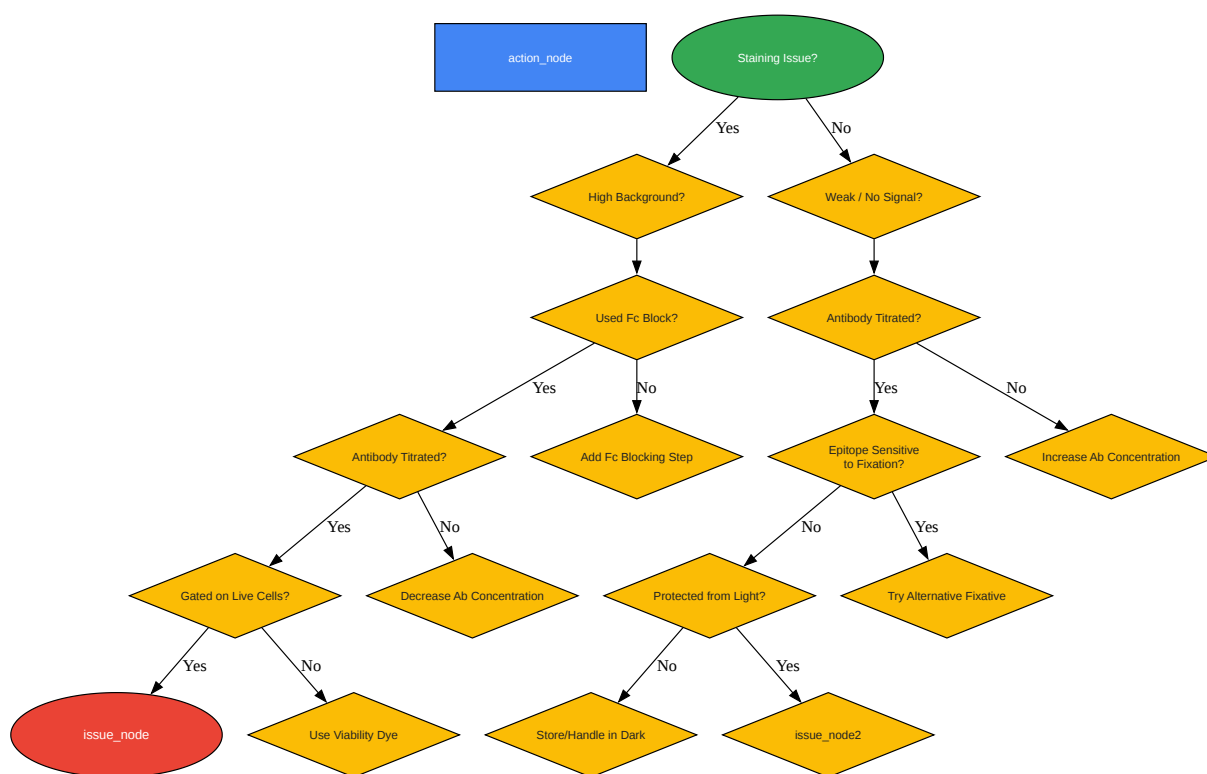 action_node
Staining Issue?
Yes
No
High Background?
Weak / No Signal?
Used Fc Block?
Antibody Titrated?
Yes
No
Yes
No
Antibody Titrated?
Add Fc Blocking Step
Epitope Sensitive
to Fixation?
Increase Ab Concentration
Yes
No
No
Yes
Gated on Live Cells?
Decrease Ab Concentration
Protected from Light?
Try Alternative Fixative
Yes
No
No
Yes
issue_node
Use Viability Dye
Store/Handle in Dark
issue_node2